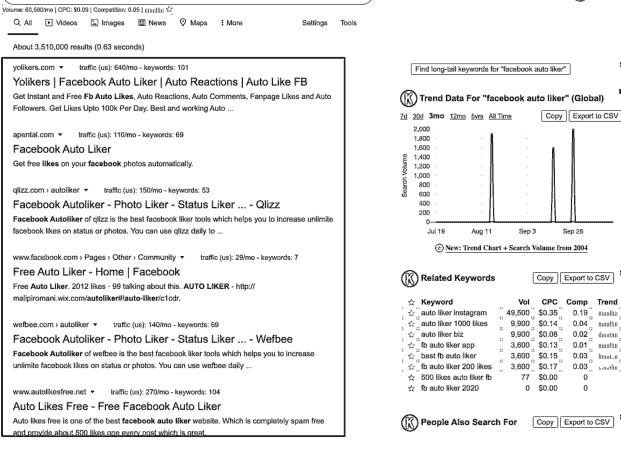 Volume: 60,500/mo | CPC: $0.09 | Competition: 0.05 |
All Videos Images News Maps More Settings Tools
About 3,510,000 results (0.63 seconds)
yolikers.com traffic (us): 640/mo - keywords: 101
Yolikers | Facebook Auto Liker | Auto Reactions | Auto Like FB
Get Instant and Free Fb Auto Likes, Auto Reactions, Auto Comments, Fanpage Likes and Auto
Followers. Get Likes Upto 100k Per Day. Best and working Auto ...
apental.com traffic (us): 110/mo - keywords: 69
Facebook Auto Liker
Get free likes on your facebook photos automatically.
qlizz.com › autoliker traffic (us): 150/mo - keywords: 53
Facebook Autoliker - Photo Liker - Status Liker ... - Qlizz
Facebook Autoliker of qlizz is the best facebook liker tools which helps you to increase unlimite
facebook likes on status or photos. You can use qlizz daily to ...
www.facebook.com › Pages › Other › Community traffic (us): 29/mo - keywords: 7
Free Auto Liker - Home | Facebook
Free Auto Liker. 2012 likes · 99 talking about this. AUTO LIKER - http://
malipiromani.wix.com/autoliker#!auto-liker/c1cdr.
wefbee.com › autoliker traffic (us): 140/mo - keywords: 69
Facebook Autoliker - Photo Liker - Status Liker ... - Wefbee
Facebook Autoliker of wefbee is the best facebook liker tools which helps you to increase
unlimite facebook likes on status or photos. You can use wefbee daily ...
www.autolikesfree.net traffic (us): 270/mo - keywords: 104
Auto Likes Free - Free Facebook Auto Liker
Auto likes free is one of the best facebook auto liker website. Which is completely spam free
and provide about 500 likes one every post which is great.
Find long-tail keywords for "facebook auto liker"
Trend Data For "facebook auto liker" (Global)
7d 30d 3mo 12mo 5yrs All Time Copy Export to CSV
Search Volume
2,000
1,800
1,600
1,400
1,200
1,000
800
600
400
200
0
Jul 19 Aug 11 Sep 3 Sep 26
New: Trend Chart + Search Volume from 2004
Related Keywords Copy Export to CSV
Keyword Vol CPC Comp Trend
auto liker instagram 49,500 $0.35 0.19
auto liker 1000 likes 9,900 $0.14 0.04
auto liker biz 9,900 $0.08 0.02
fb auto liker app 3,600 $0.13 0.01
best fb auto liker 3,600 $0.15 0.03
fb auto liker 200 likes 3,600 $0.17 0.03
500 likes auto liker fb 77 $0.00 0
fb auto liker 2020 0 $0.00 0
People Also Search For Copy Export to CSV